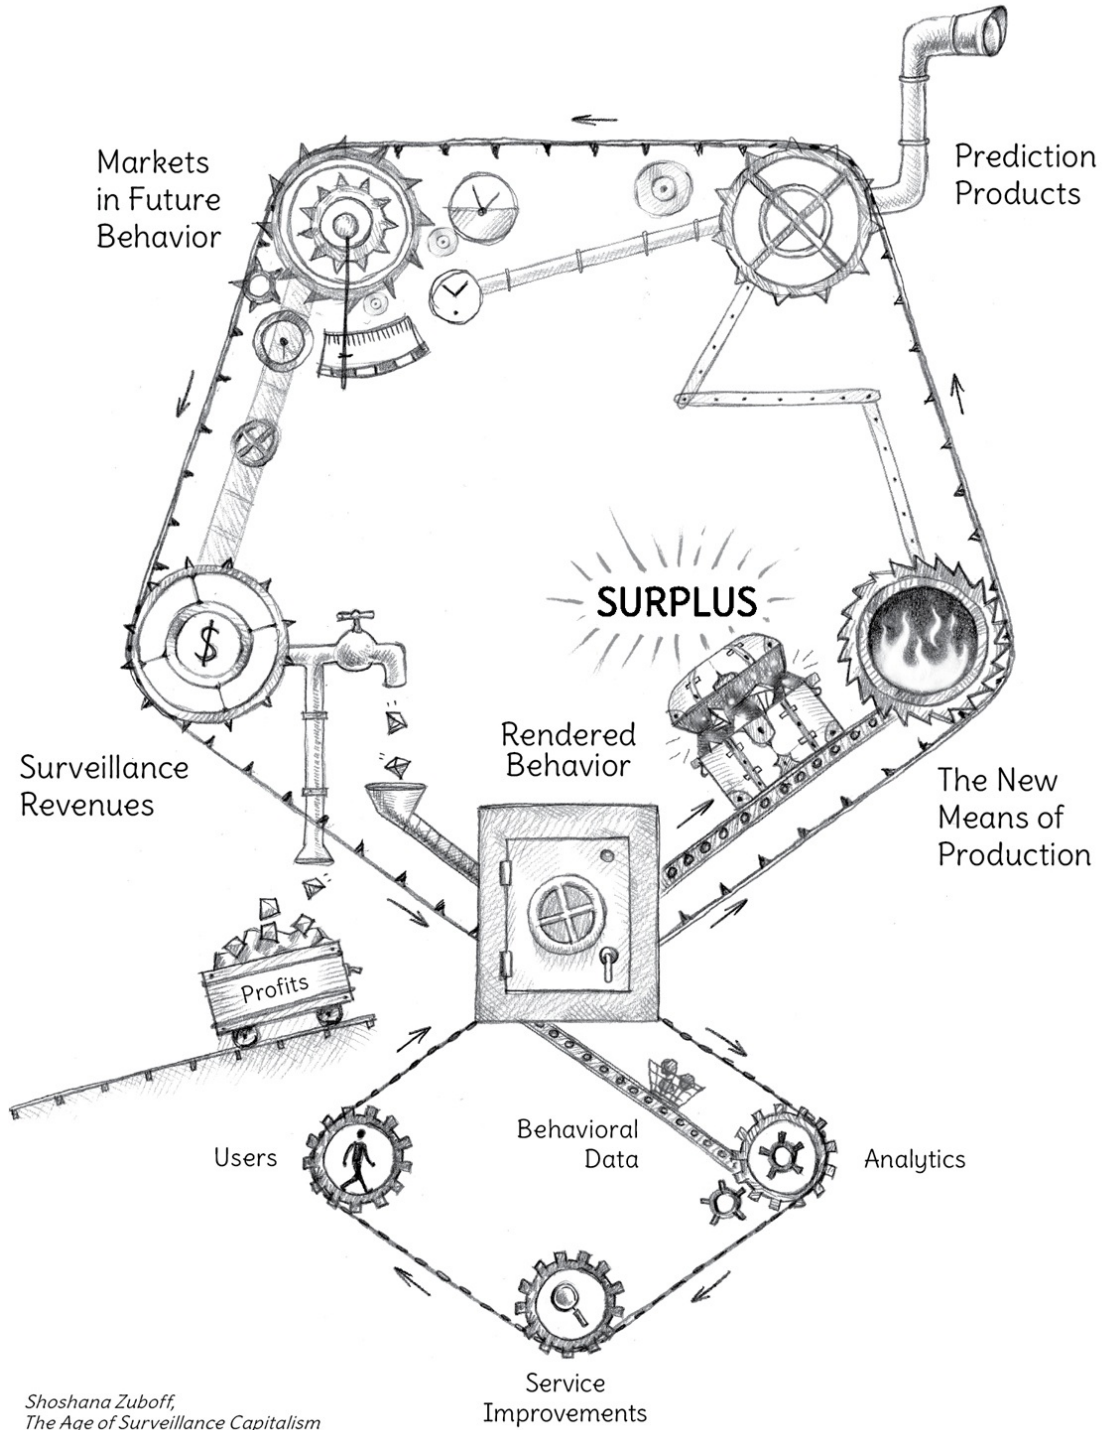 Markets
in Future
Behavior
Prediction
Products
$
SURPLUS
Rendered
Behavior
Surveillance
Revenues
The New
Means of
Production
Profits
Users
Behavioral
Data
Analytics
Service
Improvements
Shoshana Zuboff,
The Age of Surveillance Capitalism